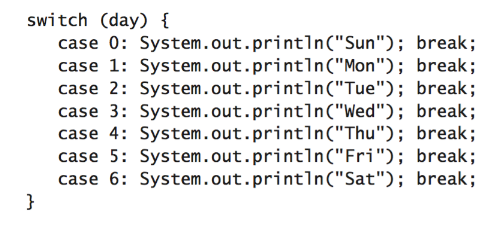 switch (day) {
   case 0: System.out.println("Sun"); break;
   case 1: System.out.println("Mon"); break;
   case 2: System.out.println("Tue"); break;
   case 3: System.out.println("Wed"); break;
   case 4: System.out.println("Thu"); break;
   case 5: System.out.println("Fri"); break;
   case 6: System.out.println("Sat"); break;
}